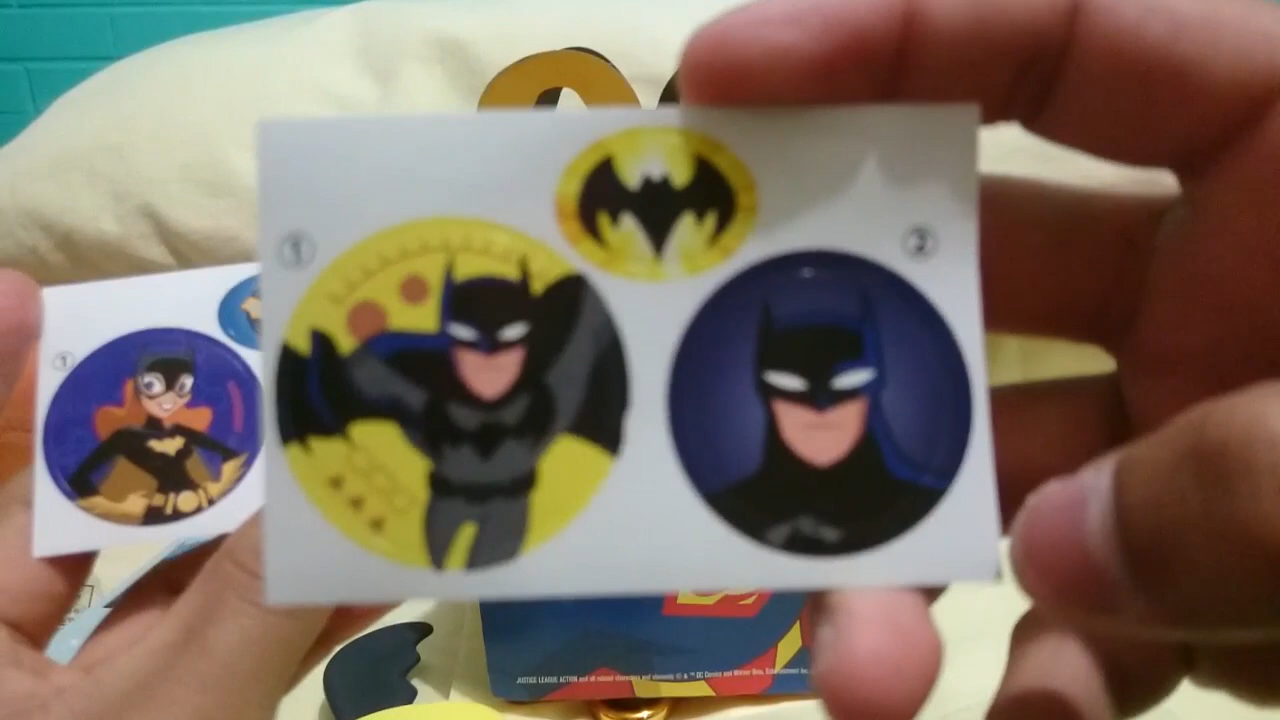 ①
②
①
JUSTICE LEAGUE ACTION and all related characters and elements © & ™ DC Comics and Warner Bros. Entertainment Inc.